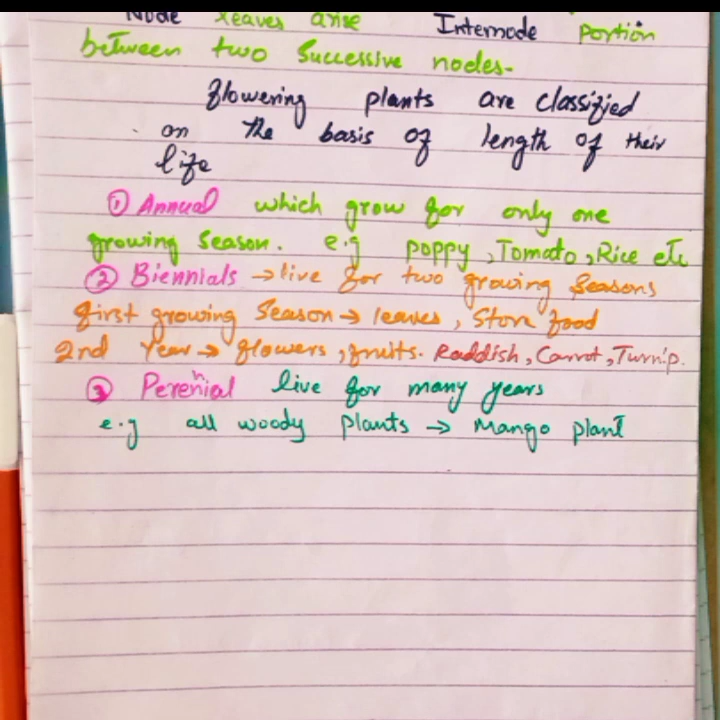 Node leaves arise Internode portion
between two Successive nodes-
flowering plants are classified
on the basis of length of their
life
① Annual which grow for only one
growing Season. e.g poppy, Tomato, Rice etc
② Biennials → live for two growing Seasons
first growing Season → leaves, Store food
2nd Year → flowers, fruits. Raddish, Carrot, Turnip.
③ Perennial live for many years
e.g all woody plants → Mango plant